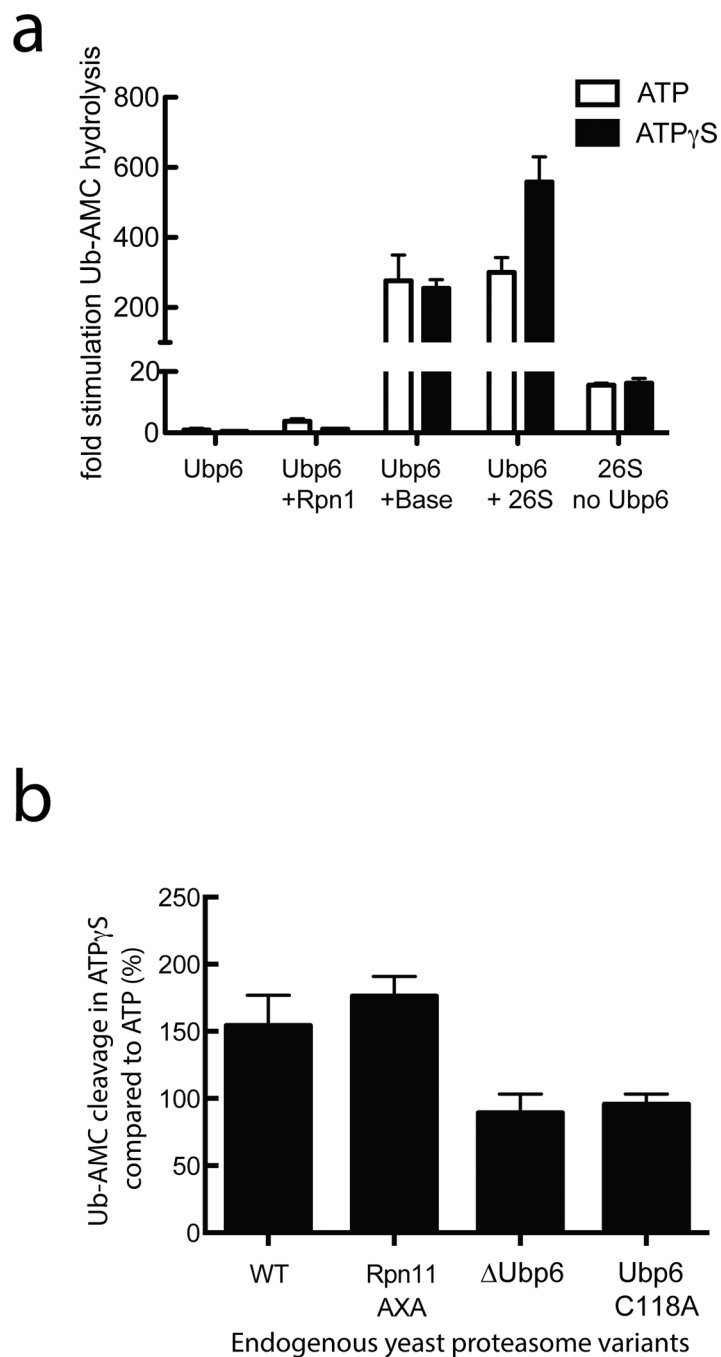 a
fold stimulation Ub-AMC hydrolysis
800
600
400
200
20
0
ATP
ATPγS
Ubp6
Ubp6
+Rpn1
Ubp6
+Base
Ubp6
+ 26S
26S
no Ubp6
b
Ub-AMC cleavage in ATPγS
compared to ATP (%)
250
200
150
100
50
0
WT
Rpn11
AXA
ΔUbp6
Ubp6
C118A
Endogenous yeast proteasome variants